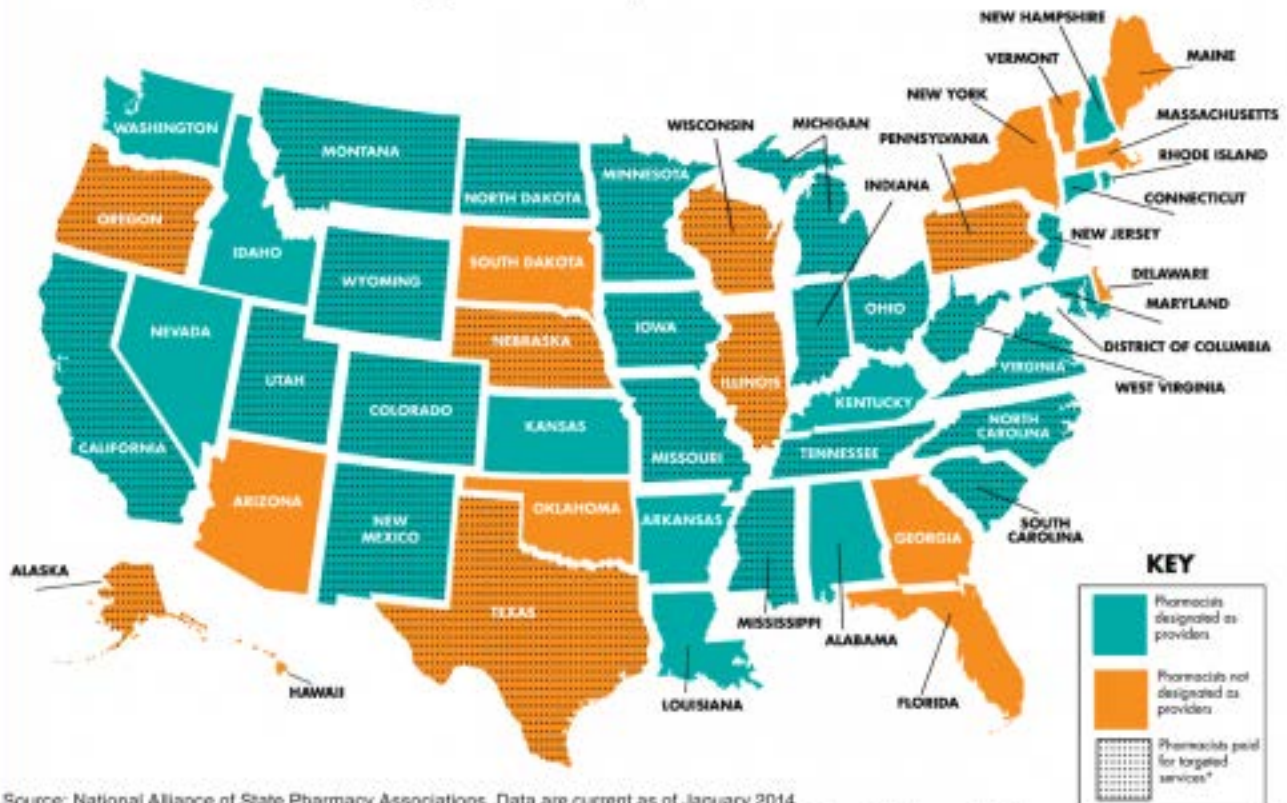 NEW HAMPSHIRE
VERMONT
MAINE
NEW YORK
MASSACHUSETTS
WISCONSIN
MICHIGAN
PENNSYLVANIA
RHODE ISLAND
WASHINGTON
MONTANA
MINNESOTA
INDIANA
CONNECTICUT
NORTH DAKOTA
OREGON
NEW JERSEY
IDAHO
SOUTH DAKOTA
DELAWARE
WYOMING
MARYLAND
OHIO
NEVADA
IOWA
NEBRASKA
DISTRICT OF COLUMBIA
VIRGINIA
UTAH
ILLINOIS
WEST VIRGINIA
COLORADO
KENTUCKY
KANSAS
NORTH
CAROLINA
CALIFORNIA
MISSOURI
TENNESSEE
ARIZONA
OKLAHOMA
NEW
MEXICO
ARKANSAS
SOUTH
CAROLINA
GEORGIA
ALASKA
TEXAS
MISSISSIPPI
ALABAMA
HAWAII
LOUISIANA
FLORIDA
KEY
Pharmacists
designated as
providers
Pharmacists not
designated as
providers
Pharmacists paid
for targeted
services*
Source: National Alliance of State Pharmacy Associations. Data are current as of January 2014